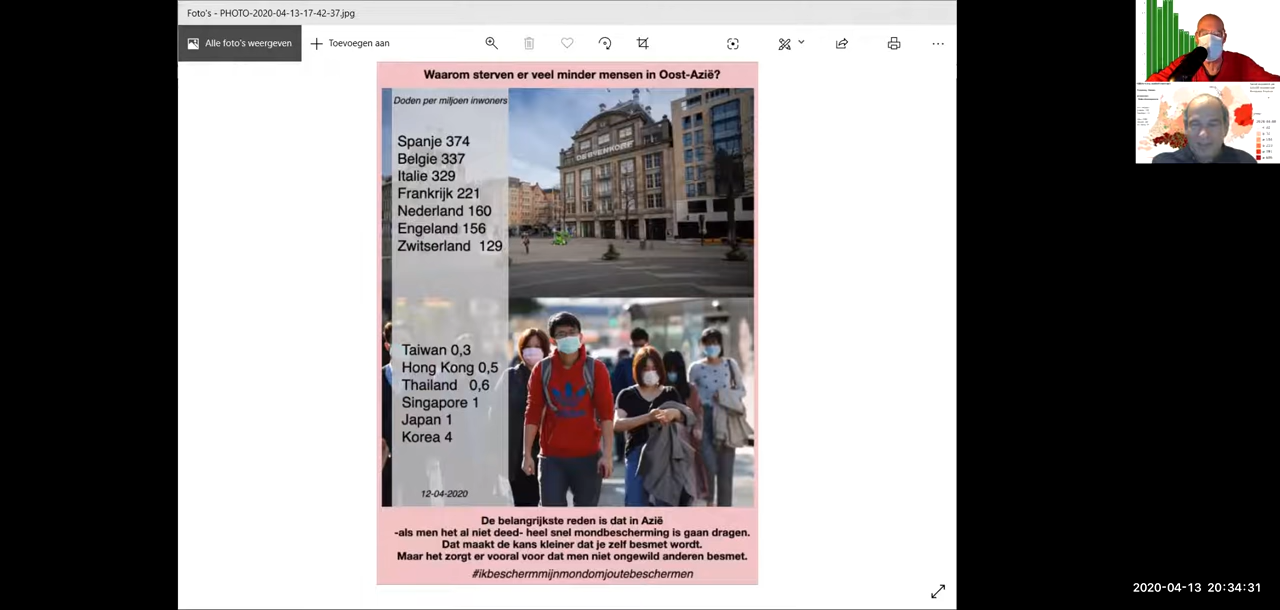 Foto's - PHOTO-2020-04-13-17-42-37.jpg
Alle foto's weergeven
Toevoegen aan
Waarom sterven er veel minder mensen in Oost-Azië?
Doden per miljoen inwoners
Spanje 374
Belgie 337
Italie 329
Frankrijk 221
Nederland 160
Engeland 156
Zwitserland 129
DE BIJENKORF
Taiwan 0,3
Hong Kong 0,5
Thailand 0,6
Singapore 1
Japan 1
Korea 4
12-04-2020
De belangrijkste reden is dat in Azië
-als men het al niet deed- heel snel mondbescherming is gaan dragen.
Dat maakt de kans kleiner dat je zelf besmet wordt.
Maar het zorgt er vooral voor dat men niet ongewild anderen besmet.
#ikbeschermmijnmondomjoutebeschermen
2020-04-13 20:34:31